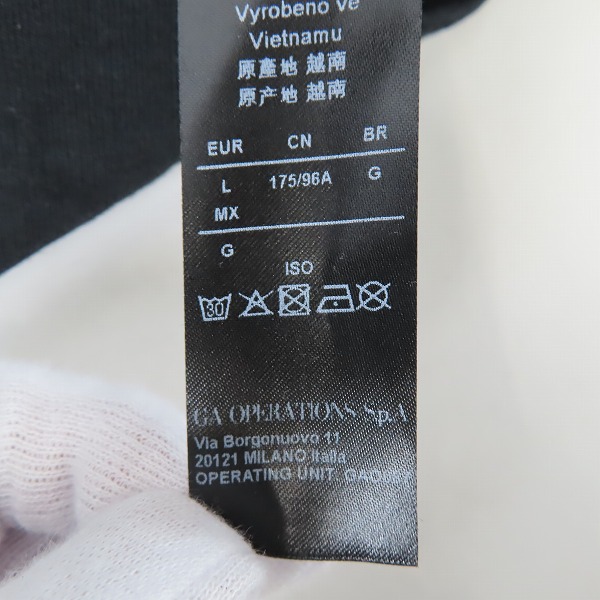 Vyrobeno ve
Vietnamu
原產地 越南
原产地 越南
EUR CN BR
L 175/96A G
MX
G
ISO
30
GA OPERATIONS S.p.A
Via Borgonuovo 11
20121 MILANO Italia
OPERATING UNIT: